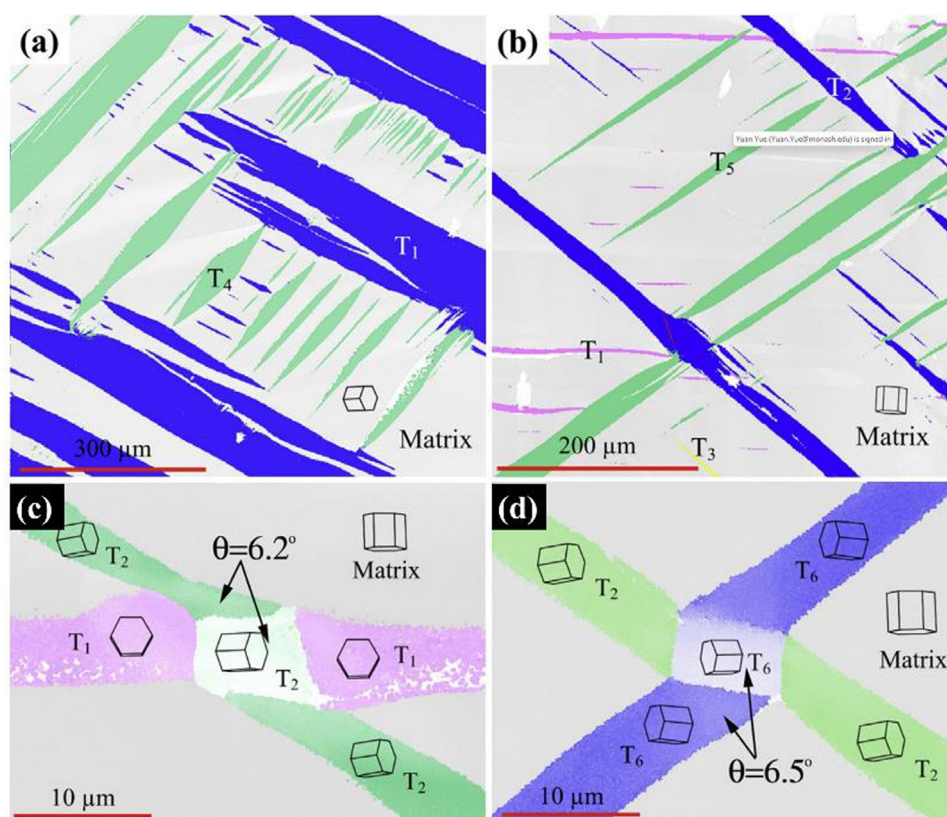 (a)
T1
T4
Matrix
300 µm
(b)
T2
Yuan Yue (Yuan.Yue@monash.edu) is signed in
T5
T1
Matrix
200 µm
T3
(c)
T2
θ=6.2°
Matrix
T1
T1
T2
T2
10 µm
(d)
T2
T6
Matrix
T6
T6
T2
θ=6.5°
10 µm